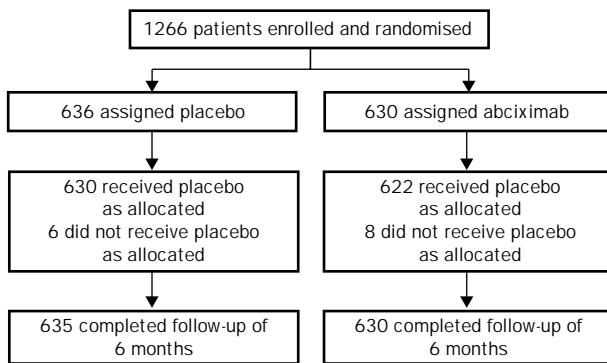 1266 patients enrolled and randomised
636 assigned placebo
630 assigned abciximab
630 received placebo
as allocated
6 did not receive placebo
as allocated
622 received placebo
as allocated
8 did not receive placebo
as allocated
635 completed follow-up of
6 months
630 completed follow-up of
6 months